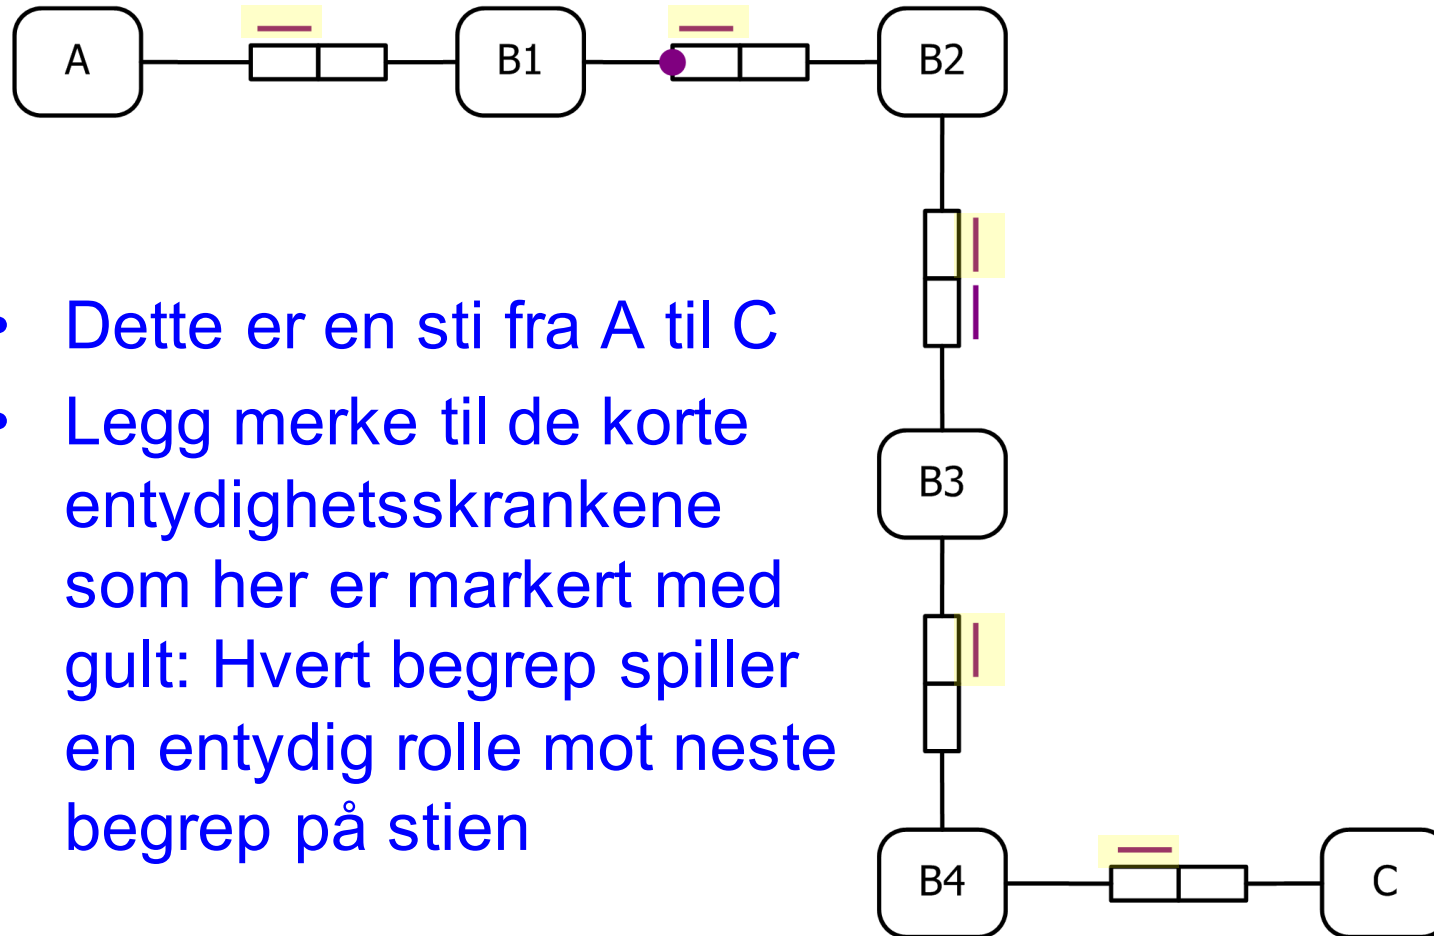 A B1 B2
• Dette er en sti fra A til C
• Legg merke til de korte
entydighetsskrankene
som her er markert med
gult: Hvert begrep spiller
en entydig rolle mot neste
begrep på stien
B3
B4 C